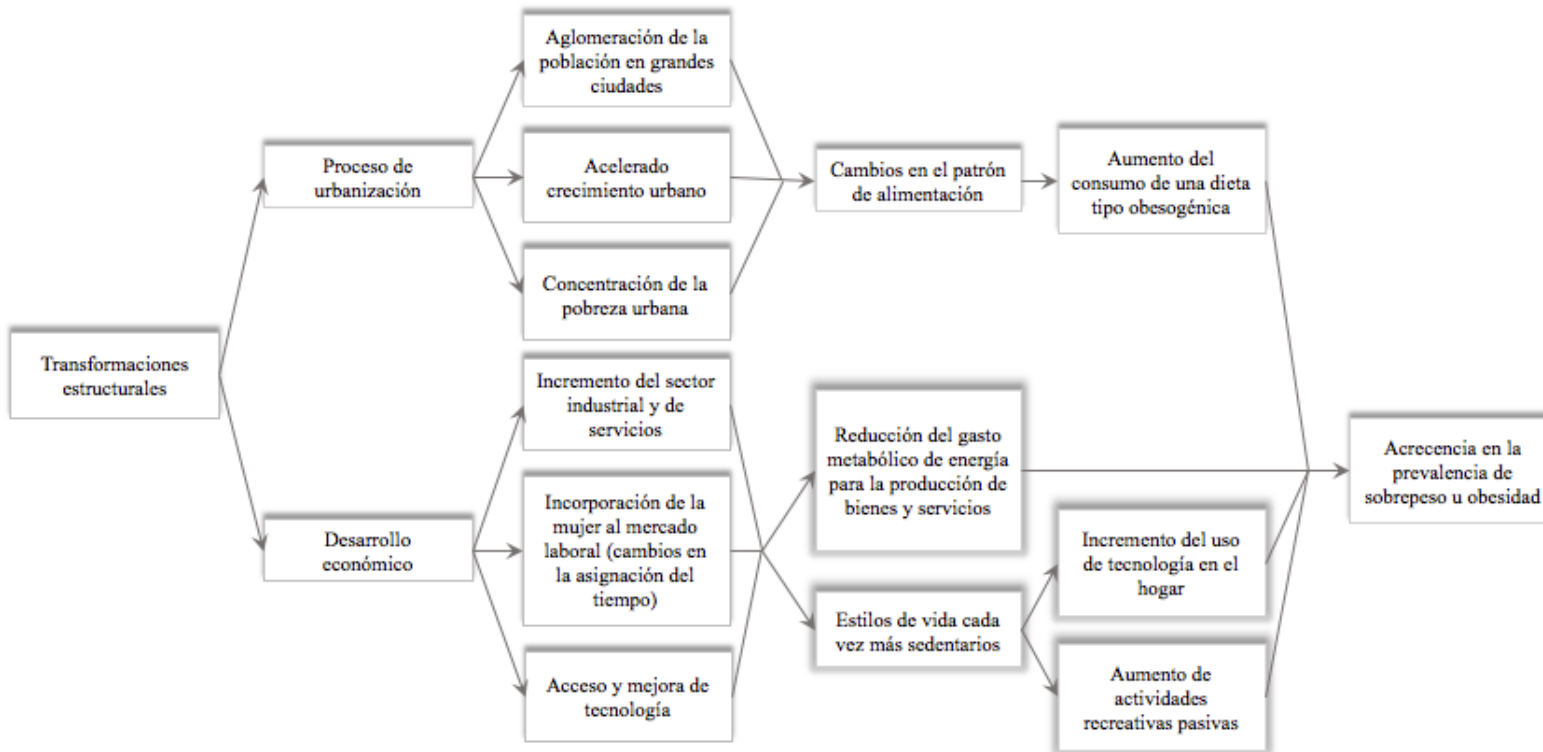 Aglomeración de la
población en grandes
ciudades
Proceso de
urbanización
Acelerado
crecimiento urbano
Cambios en el patrón
de alimentación
Aumento del
consumo de una dieta
tipo obesogénica
Concentración de la
pobreza urbana
Transformaciones
estructurales
Incremento del sector
industrial y de
servicios
Reducción del gasto
metabólico de energía
para la producción de
bienes y servicios
Acrecencia en la
prevalencia de
sobrepeso u obesidad
Desarrollo
económico
Incorporación de la
mujer al mercado
laboral (cambios en
la asignación del
tiempo)
Incremento del uso
de tecnología en el
hogar
Estilos de vida cada
vez más sedentarios
Acceso y mejora de
tecnología
Aumento de
actividades
recreativas pasivas